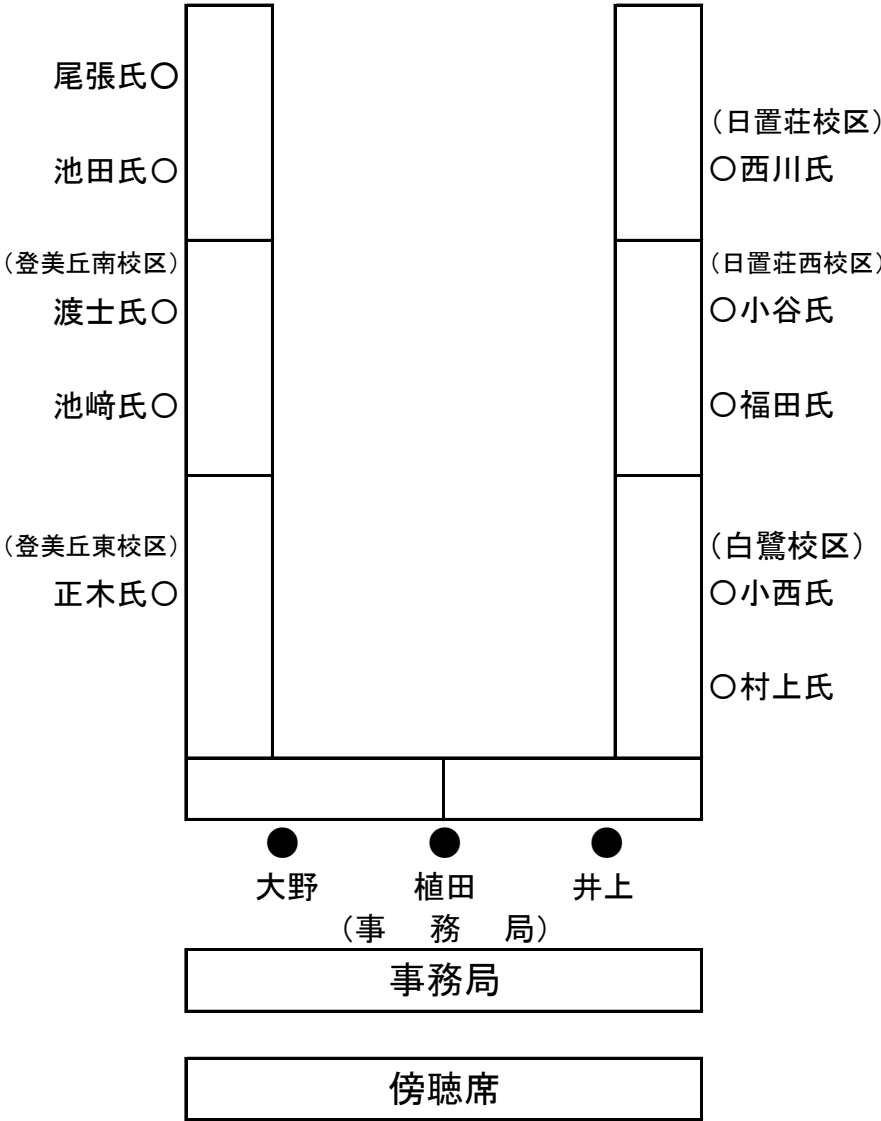 尾張氏○
(日置荘校区)
池田氏○
○西川氏
(登美丘南校区)
(日置荘西校区)
渡士氏○
○小谷氏
池﨑氏○
○福田氏
(登美丘東校区)
(白鷺校区)
正木氏○
○小西氏
○村上氏
● ● ●
大野 植田 井上
(事 務 局)
事務局
傍聴席